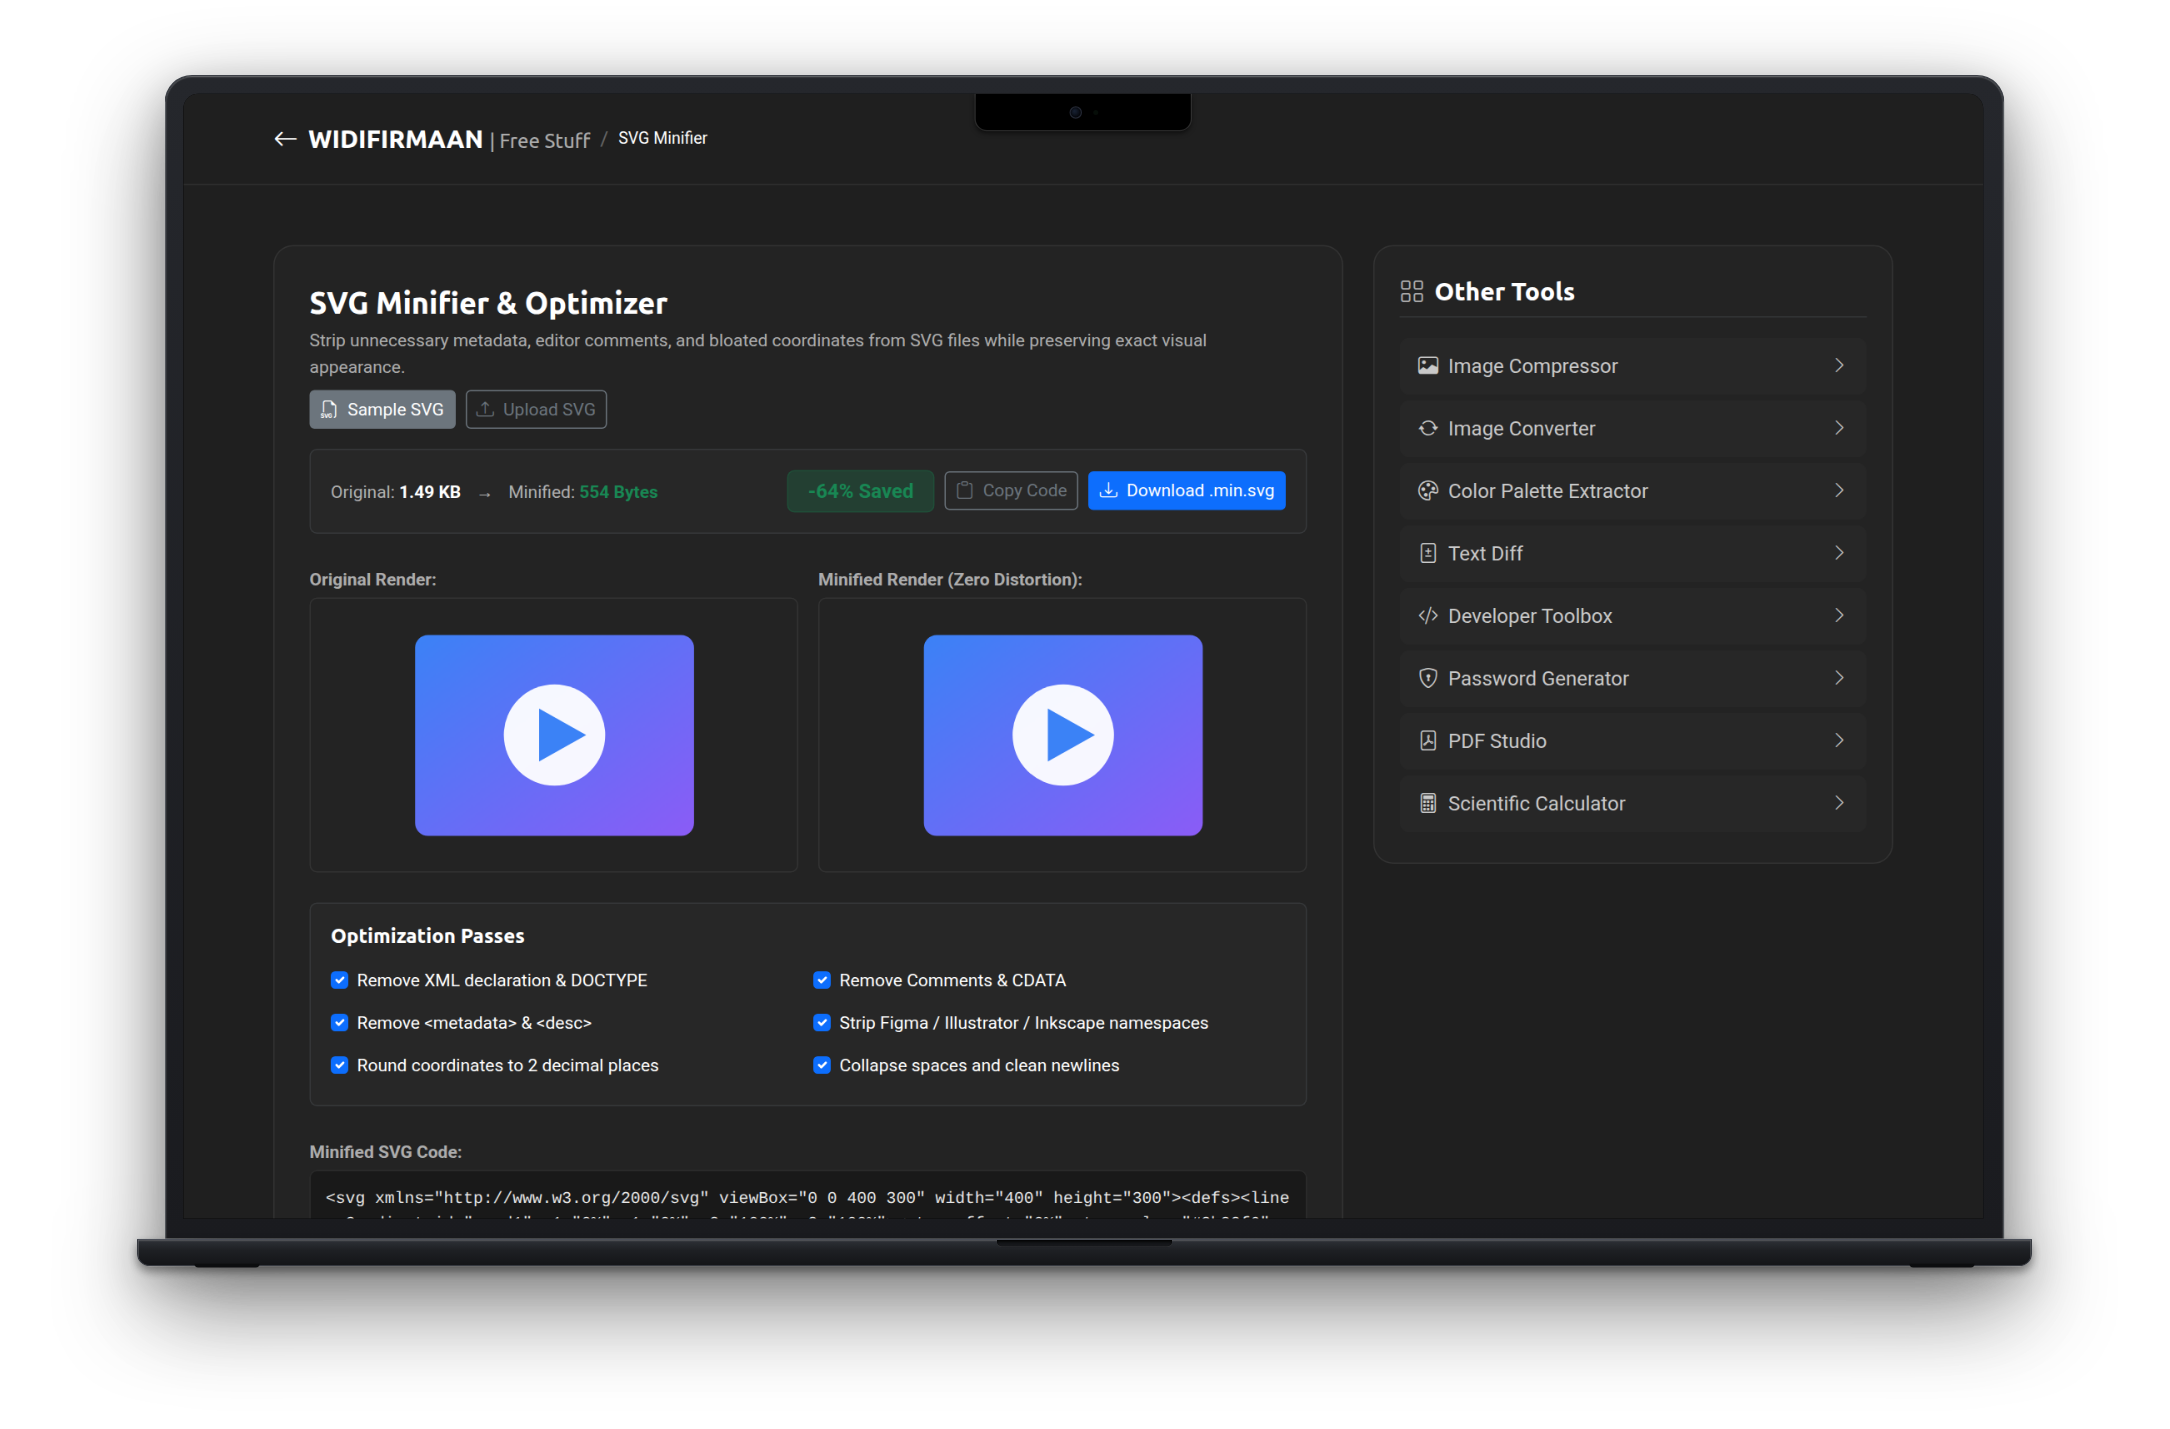 WIDIFIRMAAN | Free Stuff / SVG Minifier
SVG Minifier & Optimizer
Strip unnecessary metadata, editor comments, and bloated coordinates from SVG files while preserving exact visual
appearance.
Sample SVG
Upload SVG
Original: 1.49 KB → Minified: 554 Bytes
-64% Saved
Copy Code
Download .min.svg
Original Render:
Minified Render (Zero Distortion):
Optimization Passes
Remove XML declaration & DOCTYPE
Remove Comments & CDATA
Remove <metadata> & <desc>
Strip Figma / Illustrator / Inkscape namespaces
Round coordinates to 2 decimal places
Collapse spaces and clean newlines
Minified SVG Code:
<svg xmlns="http://www.w3.org/2000/svg" viewBox="0 0 400 300" width="400" height="300"><defs><line
Other Tools
Image Compressor
Image Converter
Color Palette Extractor
Text Diff
Developer Toolbox
Password Generator
PDF Studio
Scientific Calculator